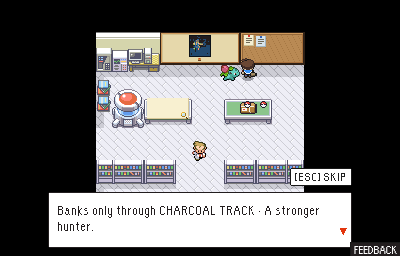 [ESC] SKIP
Banks only through CHARCOAL TRACK · A stronger
hunter.
FEEDBACK